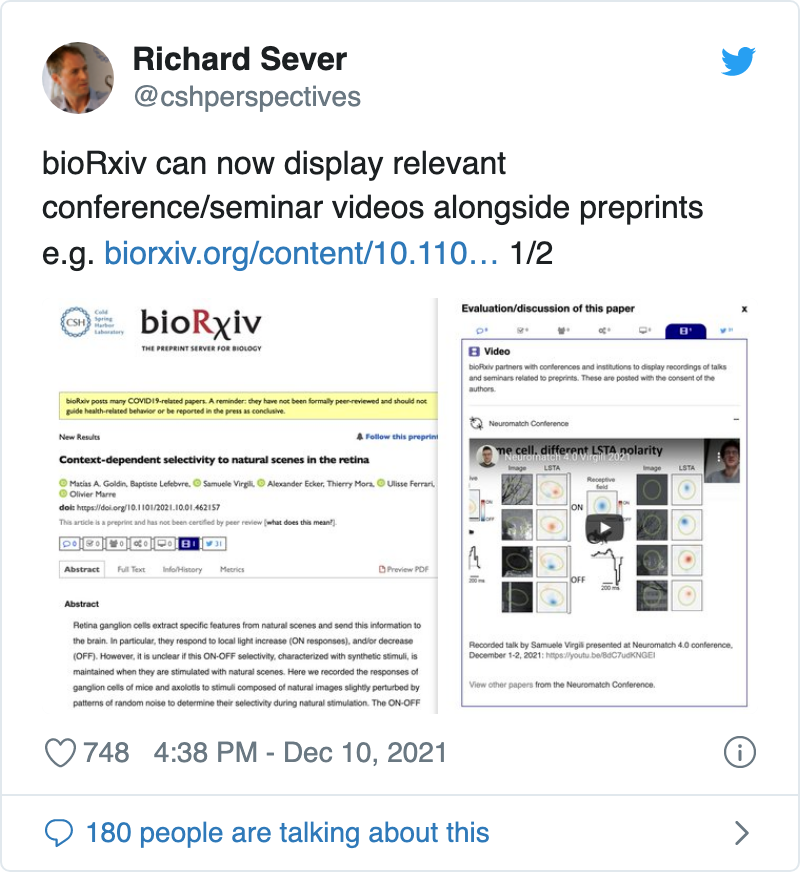 Richard Sever
@cshperspectives
bioRxiv can now display relevant
conference/seminar videos alongside preprints
e.g. biorxiv.org/content/10.110… 1/2
CSH
Cold
Spring
Harbor
Laboratory
bioRxiv
THE PREPRINT SERVER FOR BIOLOGY
bioRxiv posts many COVID19-related papers. A reminder: they have not been formally peer-reviewed and should not
guide health-related behavior or be reported in the press as conclusive.
New Results
Follow this preprint
Context-dependent selectivity to natural scenes in the retina
Matías A. Goldin, Baptiste Lefebvre, Samuele Virgili, Alexander Ecker, Thierry Mora, Ulisse Ferrari,
Olivier Marre
doi: https://doi.org/10.1101/2021.10.01.462157
This article is a preprint and has not been certified by peer review [what does this mean?].
0 0 0 0 0 1 31
Abstract Full Text Info/History Metrics Preview PDF
Abstract
Retina ganglion cells extract specific features from natural scenes and send this information to
the brain. In particular, they respond to local light increase (ON responses), and/or decrease
(OFF). However, it is unclear if this ON-OFF selectivity, characterized with synthetic stimuli, is
maintained when they are stimulated with natural scenes. Here we recorded the responses of
ganglion cells of mice and axolotls to stimuli composed of natural images slightly perturbed by
patterns of random noise to determine their selectivity during natural stimulation. The ON-OFF
Evaluation/discussion of this paper x
Video
bioRxiv partners with conferences and institutions to display recordings of talks
and seminars related to preprints. These are posted with the consent of the
authors.
Neuromatch Conference –
me cell, different LSTA polarity
Neuromatch 4.0 Virgili 2021
Image LSTA Image LSTA
Receptive
field
ON
OFF
ON
OFF
200 ms
200 ms
Recorded talk by Samuele Virgili presented at Neuromatch 4.0 conference,
December 1-2, 2021: https://youtu.be/BdC7udKNGEI
View other papers from the Neuromatch Conference.
748 4:38 PM - Dec 10, 2021
180 people are talking about this